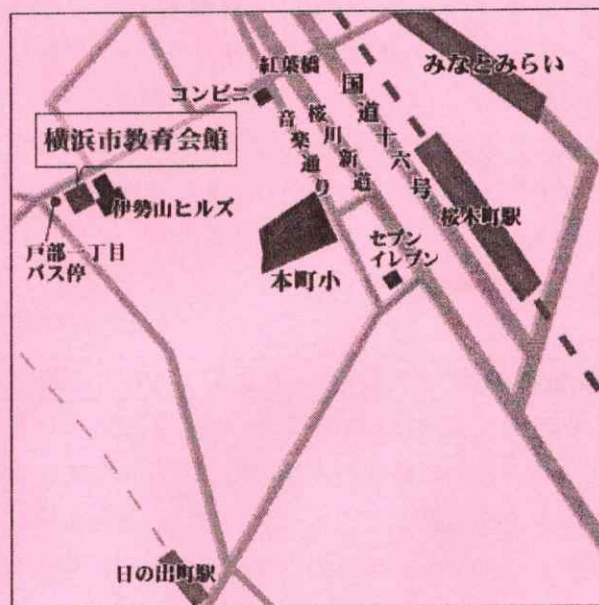 みなとみらい
紅葉橋
コンビニ
国道十六号
桜川新道
音楽通り
横浜市教育会館
伊勢山ヒルズ
桜木町駅
戸部一丁目
バス停
セブン
イレブン
本町小
日の出町駅